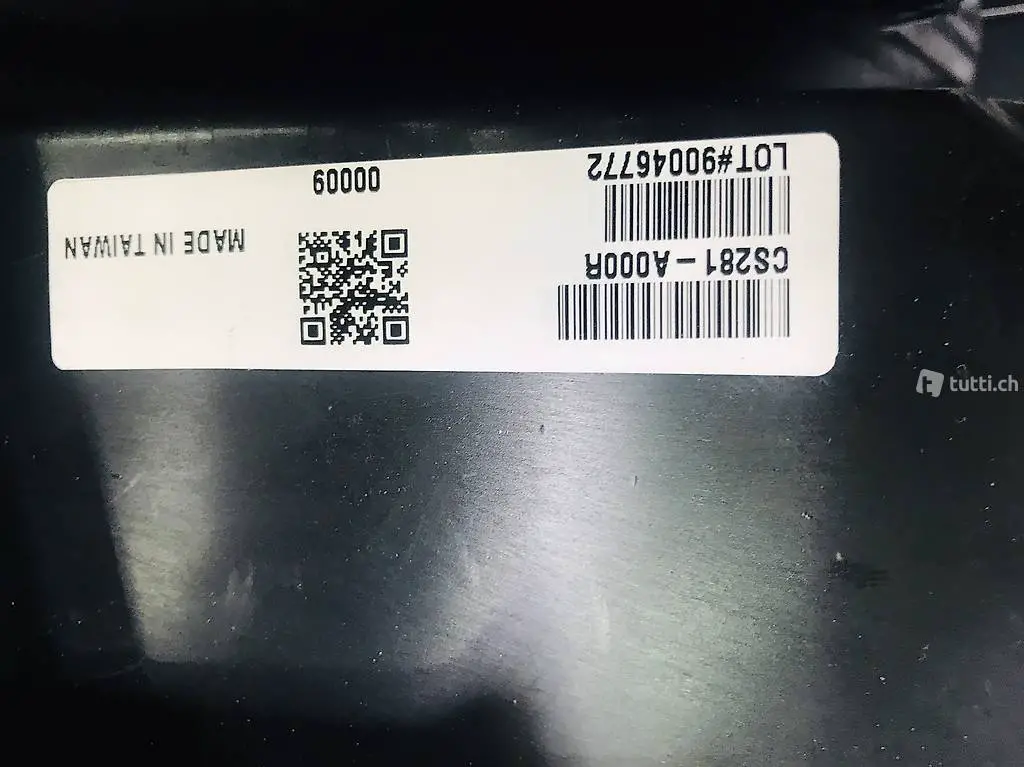 CS281-A000R
LOT#90046772
00009
MADE IN TAIWAN
tutti.ch